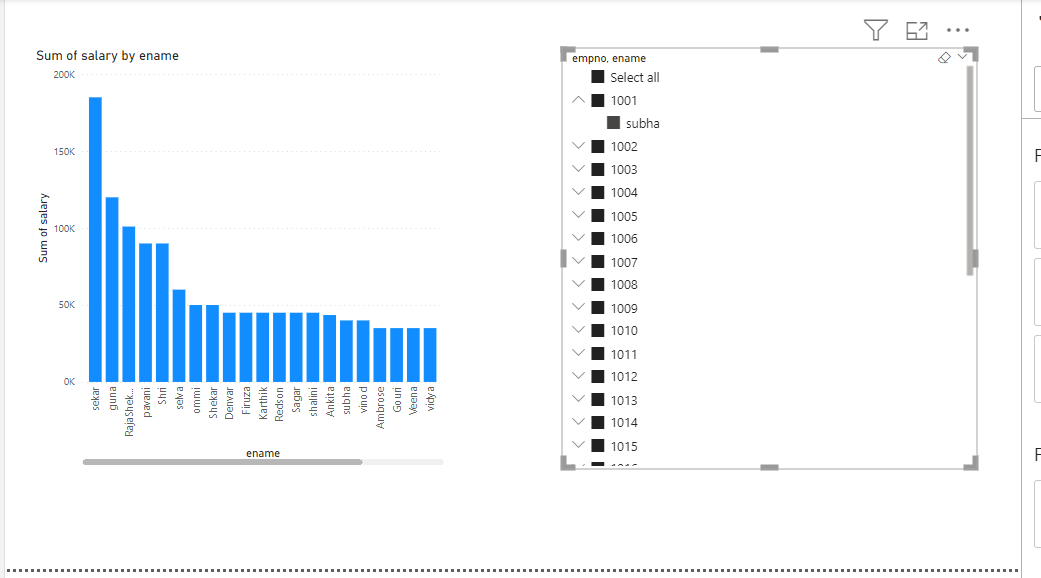 Sum of salary by ename
200K
150K
100K
50K
0K
Sum of salary
sekar
guna
RajaShek...
pavani
Shri
selva
ommi
Shekar
Denvar
Firuza
Karthik
Redson
Sagar
shalini
Ankita
subha
vinod
Ambrose
Gouri
Veena
vidya
ename
empno, ename
Select all
1001
subha
1002
1003
1004
1005
1006
1007
1008
1009
1010
1011
1012
1013
1014
1015